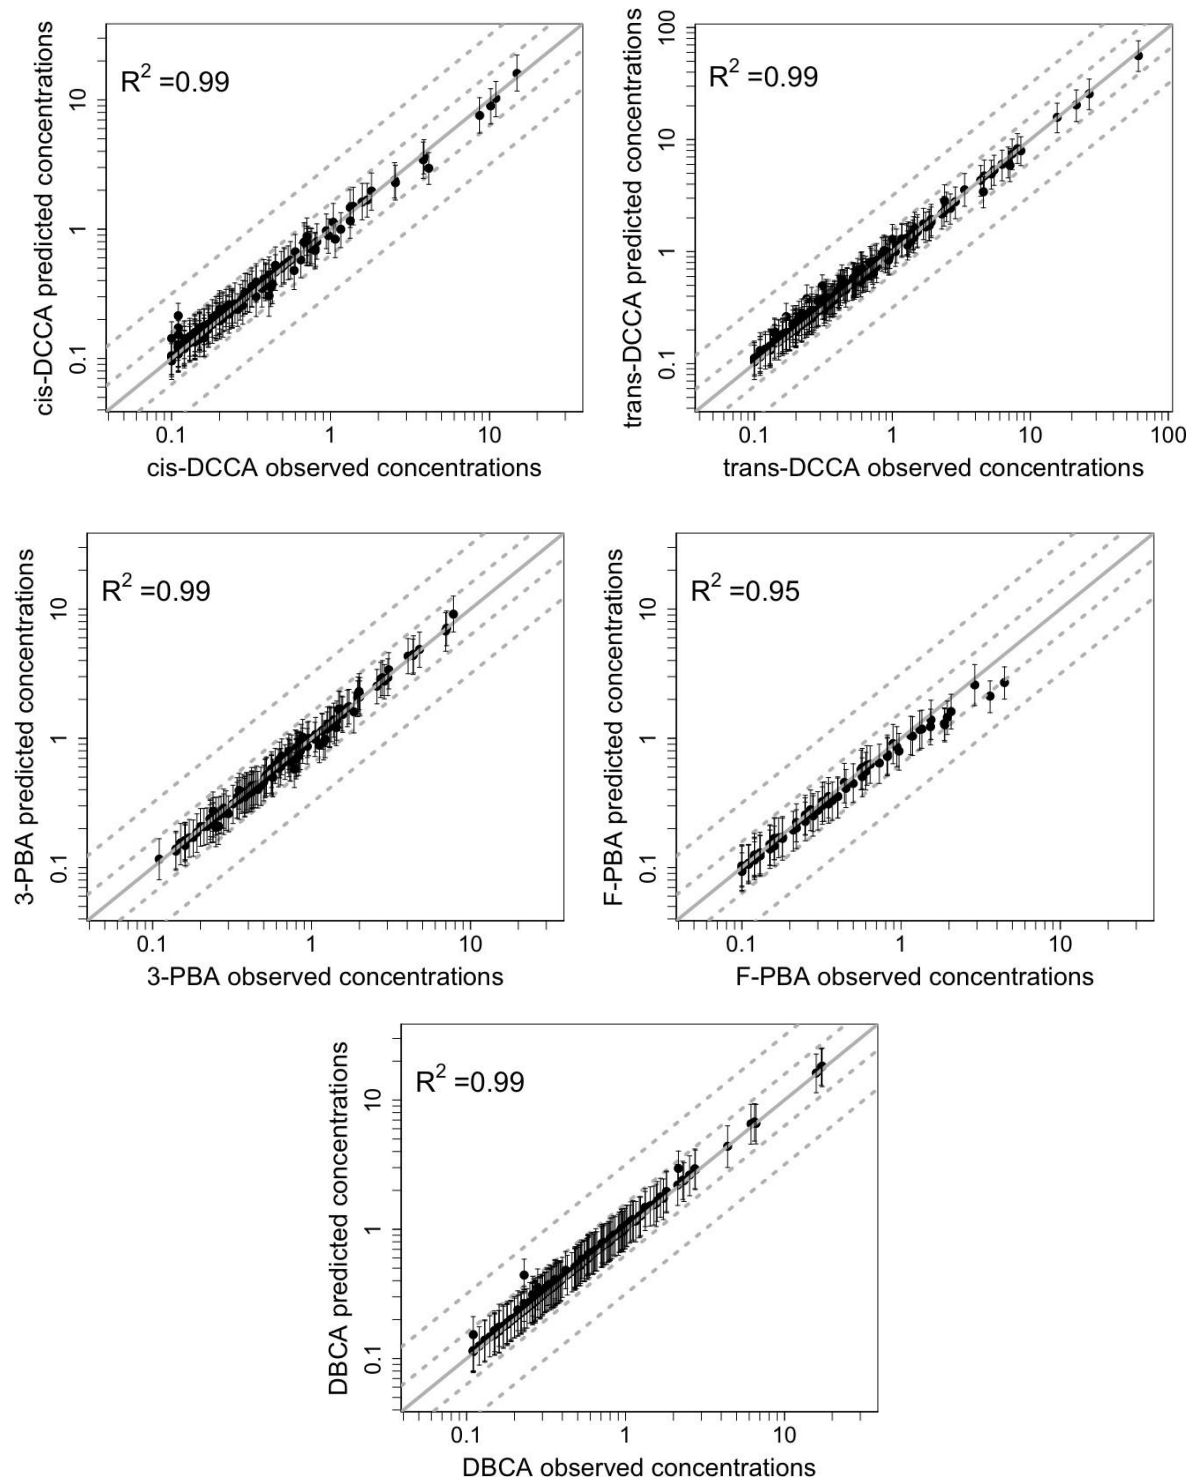 cis-DCCA predicted concentrations
R² =0.99
10
1
0.1
0.1 1 10
cis-DCCA observed concentrations
trans-DCCA predicted concentrations
R² =0.99
100
10
1
0.1
0.1 1 10 100
trans-DCCA observed concentrations
3-PBA predicted concentrations
R² =0.99
10
1
0.1
0.1 1 10
3-PBA observed concentrations
F-PBA predicted concentrations
R² =0.95
10
1
0.1
0.1 1 10
F-PBA observed concentrations
DBCA predicted concentrations
R² =0.99
10
1
0.1
0.1 1 10
DBCA observed concentrations